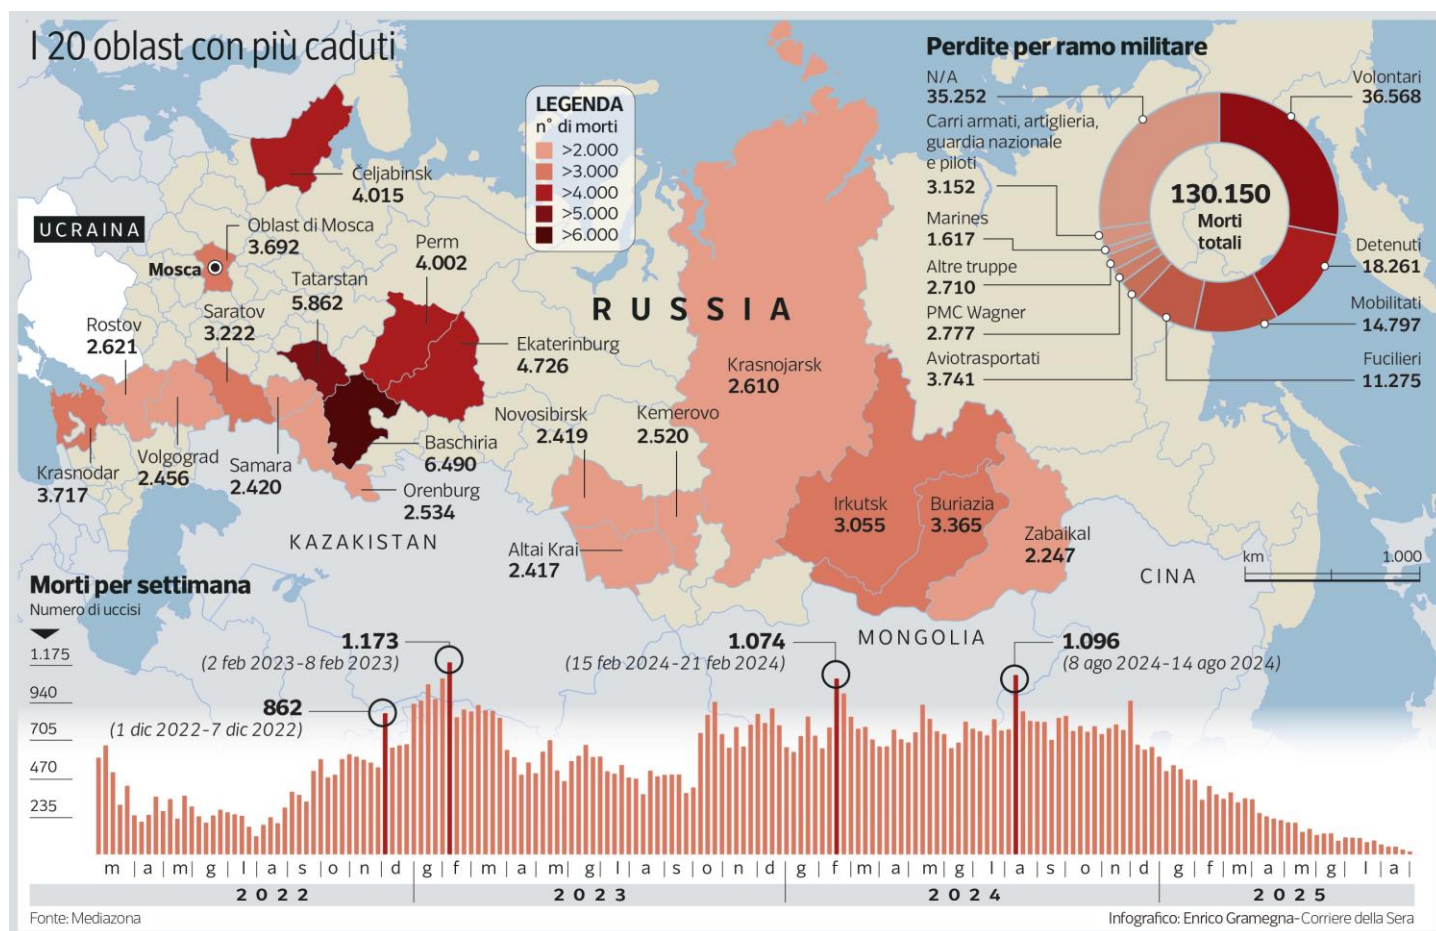 I 20 oblast con più caduti
LEGENDA
n° di morti
>2.000
>3.000
>4.000
>5.000
>6.000
Čeljabinsk
4.015
UCRAINA
Oblast di Mosca
3.692
Mosca
Perm
4.002
Tatarstan
5.862
Saratov
3.222
Rostov
2.621
RUSSIA
Ekaterinburg
4.726
Krasnojarsk
2.610
Novosibirsk
2.419
Kemerovo
2.520
Baschiria
6.490
Volgograd
2.456
Samara
2.420
Krasnodar
3.717
Orenburg
2.534
Irkutsk
3.055
Buriazia
3.365
Zabaikal
2.247
KAZAKISTAN
Altai Krai
2.417
CINA
MONGOLIA
km 1.000
Perdite per ramo militare
N/A
35.252
Carri armati, artiglieria,
guardia nazionale
e piloti
3.152
Marines
1.617
Altre truppe
2.710
PMC Wagner
2.777
Aviotrasportati
3.741
130.150
Morti
totali
Volontari
36.568
Detenuti
18.261
Mobilitati
14.797
Fucilieri
11.275
Morti per settimana
Numero di uccisi
1.175
940
705
470
235
862
(1 dic 2022-7 dic 2022)
1.173
(2 feb 2023-8 feb 2023)
1.074
(15 feb 2024-21 feb 2024)
1.096
(8 ago 2024-14 ago 2024)
m a m g l a s o n d g f m a m g l a s o n d g f m a m g l a s o n d g f m a m g l a
2022 2023 2024 2025
Fonte: Mediazona
Infografico: Enrico Gramegna-Corriere della Sera